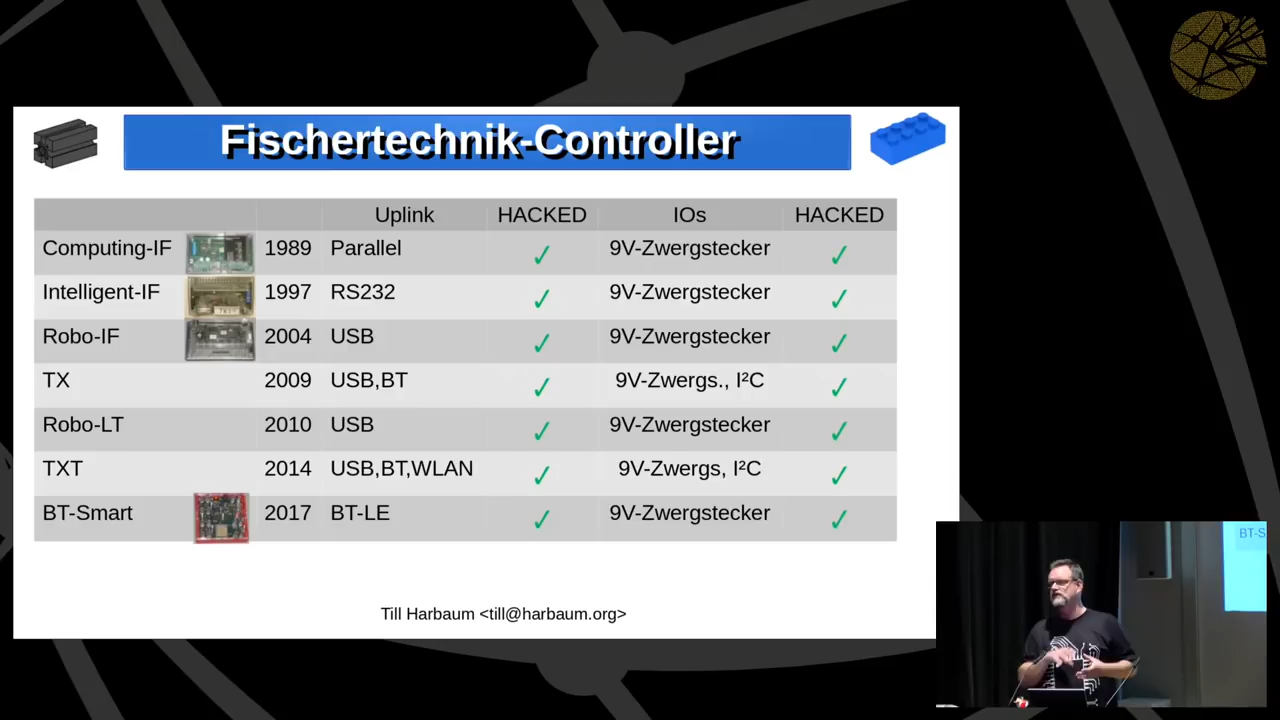 Fischertechnik-Controller
Uplink HACKED IOs HACKED
Computing-IF 1989 Parallel ✓ 9V-Zwergstecker ✓
Intelligent-IF 1997 RS232 ✓ 9V-Zwergstecker ✓
Robo-IF 2004 USB ✓ 9V-Zwergstecker ✓
TX 2009 USB,BT ✓ 9V-Zwergs., I²C ✓
Robo-LT 2010 USB ✓ 9V-Zwergstecker ✓
TXT 2014 USB,BT,WLAN ✓ 9V-Zwergs, I²C ✓
BT-Smart 2017 BT-LE ✓ 9V-Zwergstecker ✓
Till Harbaum <till@harbaum.org>
BT-S